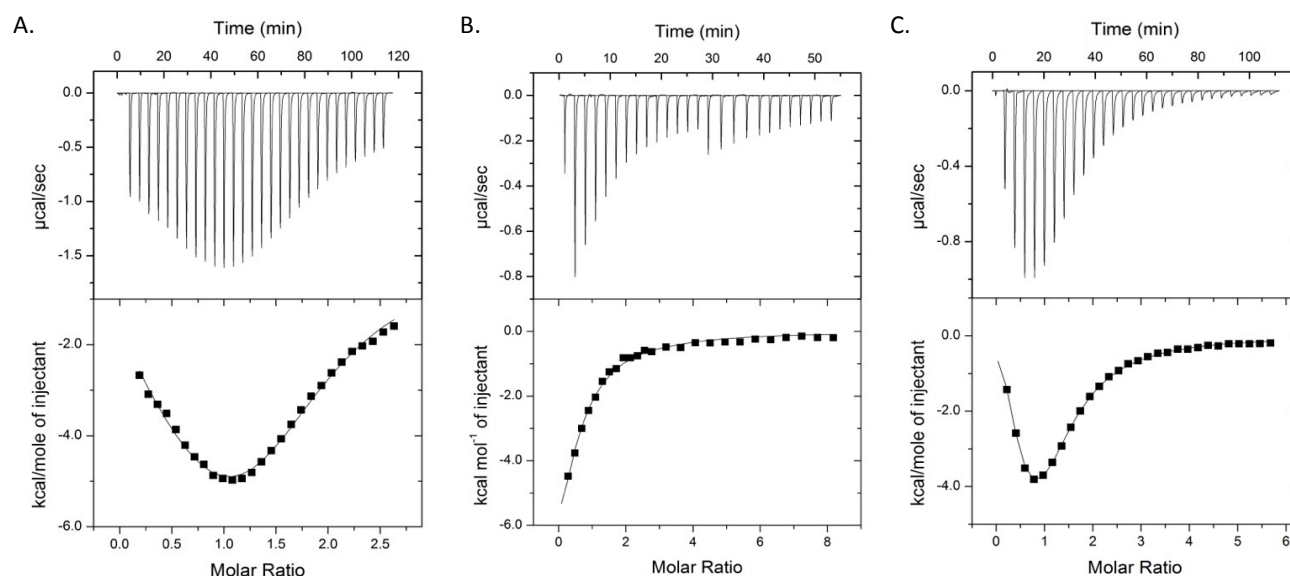 A.
Time (min)
0 20 40 60 80 100 120
0.0
-0.5
-1.0
-1.5
µcal/sec
-2.0
-4.0
-6.0
kcal/mole of injectant
0.0 0.5 1.0 1.5 2.0 2.5
Molar Ratio
B.
Time (min)
0 10 20 30 40 50
0.0
-0.2
-0.4
-0.6
-0.8
µcal/sec
0.0
-2.0
-4.0
-6.0
kcal mol⁻¹ of injectant
0 2 4 6 8
Molar Ratio
C.
Time (min)
0 20 40 60 80 100
0.0
-0.4
-0.8
µcal/sec
0.0
-2.0
-4.0
kcal/mole of injectant
0 1 2 3 4 5 6
Molar Ratio